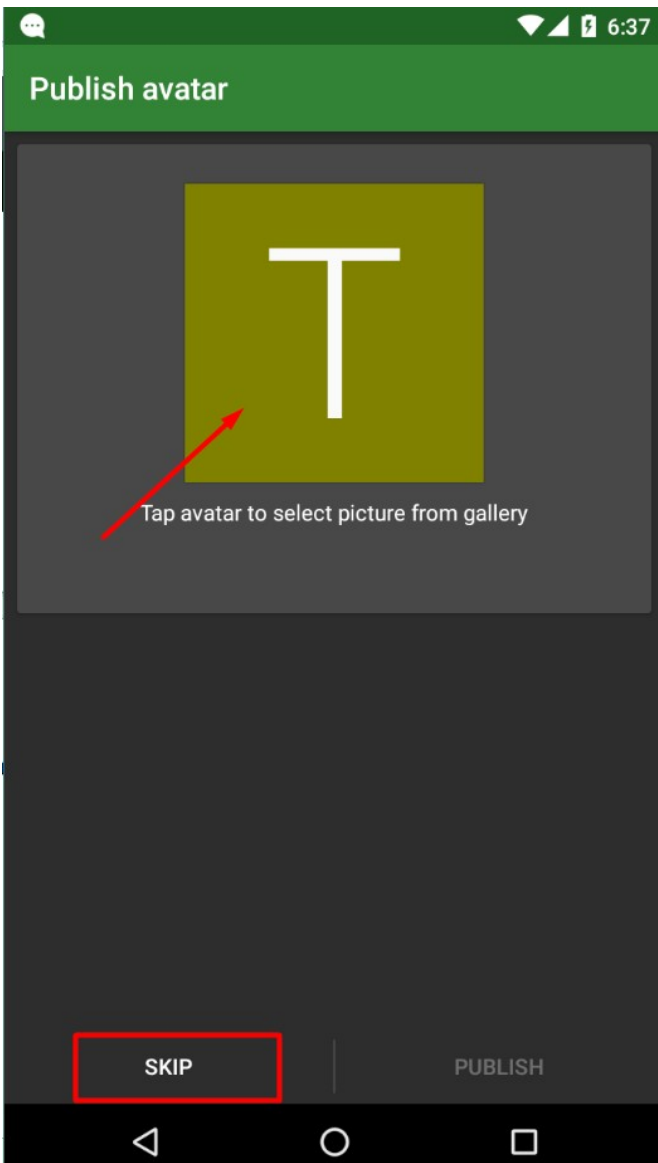 6:37
Publish avatar
T
Tap avatar to select picture from gallery
SKIP
PUBLISH